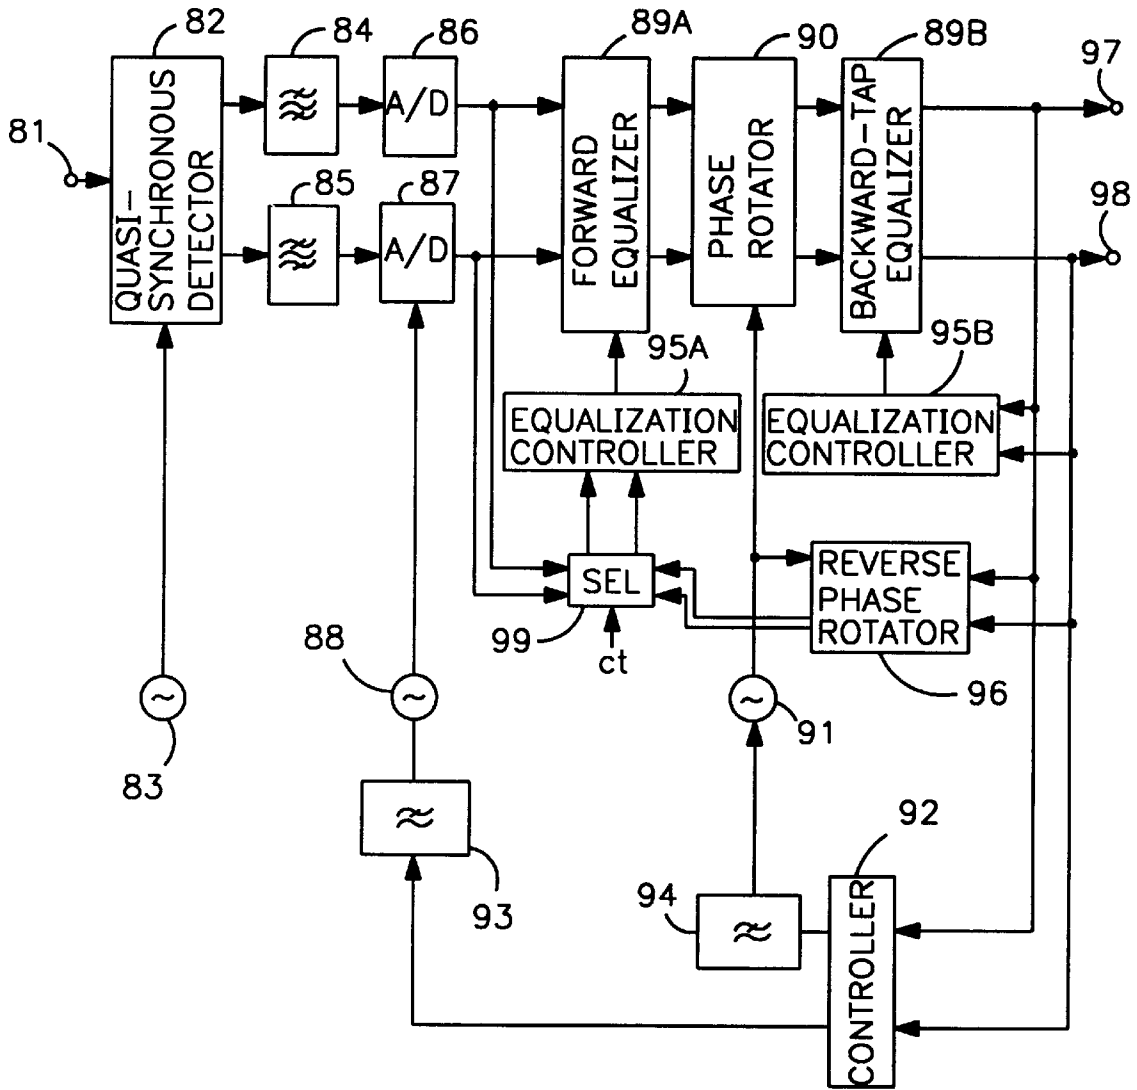 82
84
86
89A
90
89B
97
81
QUASI-
SYNCHRONOUS
DETECTOR
A/D
85
87
A/D
FORWARD
EQUALIZER
PHASE
ROTATOR
BACKWARD-TAP
EQUALIZER
98
95A
95B
EQUALIZATION
CONTROLLER
EQUALIZATION
CONTROLLER
SEL
99
ct
REVERSE
PHASE
ROTATOR
96
88
83
91
93
94
92
CONTROLLER